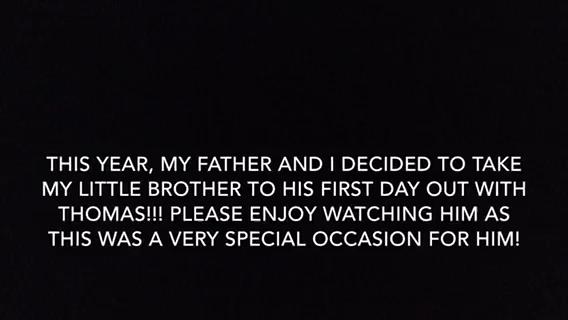 THIS YEAR, MY FATHER AND I DECIDED TO TAKE
MY LITTLE BROTHER TO HIS FIRST DAY OUT WITH
THOMAS!!! PLEASE ENJOY WATCHING HIM AS
THIS WAS A VERY SPECIAL OCCASION FOR HIM!